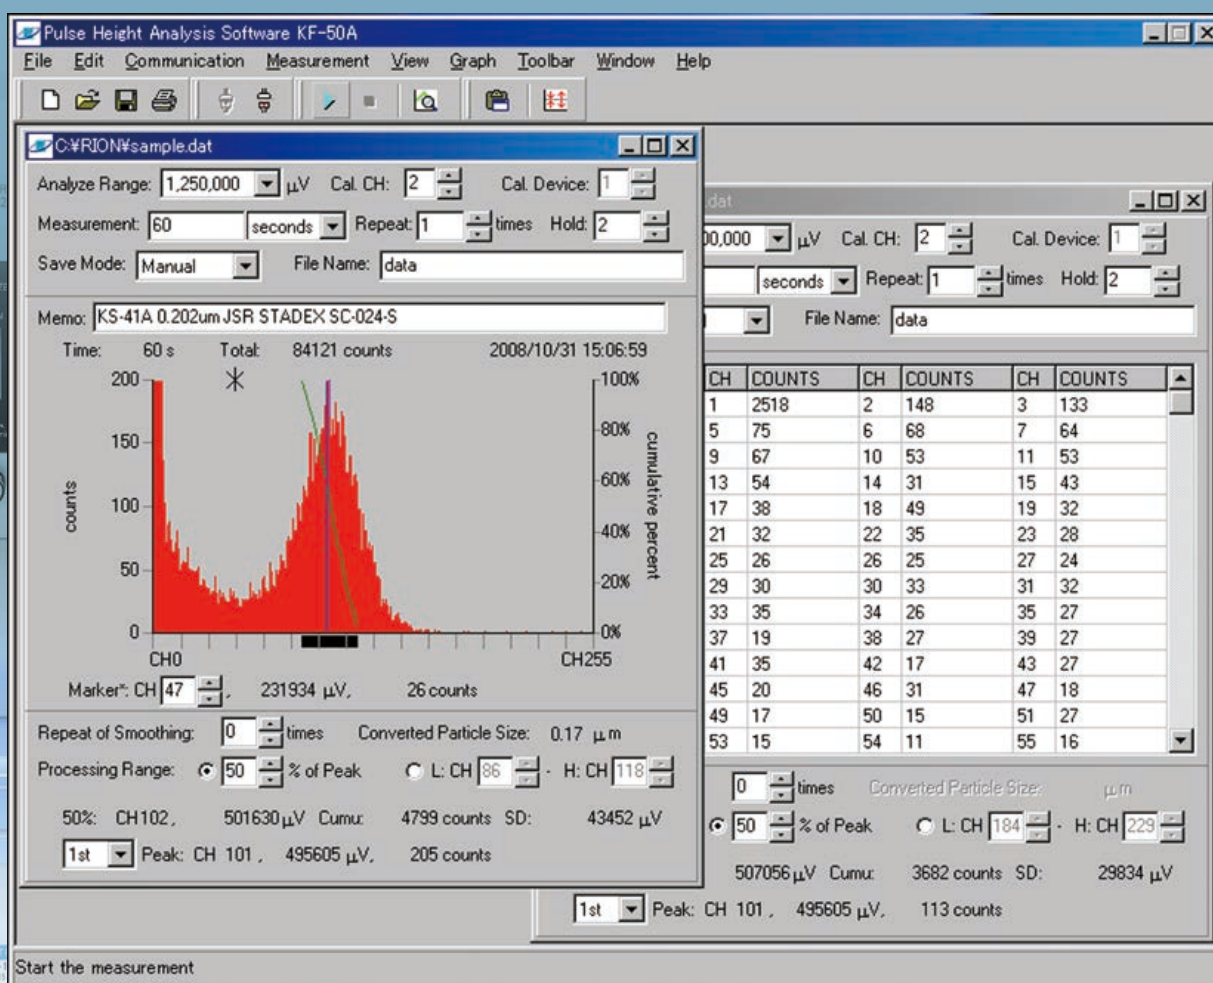 Pulse Height Analysis Software KF-50A
File Edit Communication Measurement View Graph Toolbar Window Help
C:¥RION¥sample.dat
Analyze Range: 1,250,000 μV Cal. CH: 2 Cal. Device: 1
Measurement: 60 seconds Repeat: 1 times Hold: 2
Save Mode: Manual File Name: data
Memo: KS-41A 0.202um JSR STADEX SC-024-S
Time: 60 s Total: 84121 counts 2008/10/31 15:06:59
200 100%
150 80%
60%
100
40%
50
20%
0 0%
counts
cumulative percent
CH0 CH255
Marker*: CH 47 , 231934 μV, 26 counts
Repeat of Smoothing: 0 times Converted Particle Size: 0.17 μm
Processing Range: 50 % of Peak L: CH 86 - H: CH 118
50%: CH102 , 501630 μV Cumu: 4799 counts SD: 43452 μV
1st Peak: CH 101 , 495605 μV, 205 counts
.dat
00,000 μV Cal. CH: 2 Cal. Device: 1
seconds Repeat: 1 times Hold: 2
File Name: data
CH COUNTS CH COUNTS CH COUNTS
1 2518 2 148 3 133
5 75 6 68 7 64
9 67 10 53 11 53
13 54 14 31 15 43
17 38 18 49 19 32
21 32 22 35 23 28
25 26 26 25 27 24
29 30 30 33 31 32
33 35 34 26 35 27
37 19 38 27 39 27
41 35 42 17 43 27
45 20 46 31 47 18
49 17 50 15 51 27
53 15 54 11 55 16
0 times Converted Particle Size: μm
50 % of Peak L: CH 184 - H: CH 229
507056 μV Cumu: 3682 counts SD: 29834 μV
1st Peak: CH 101 , 495605 μV, 113 counts
Start the measurement